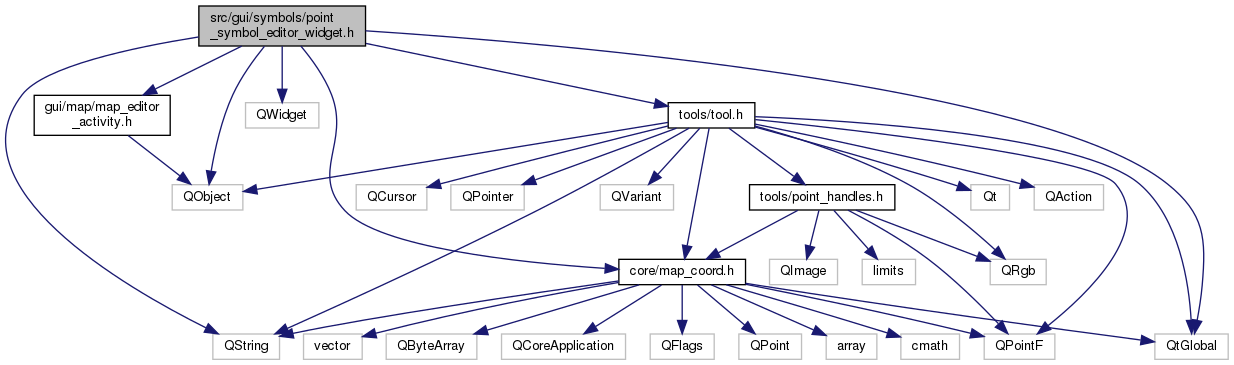 src/gui/symbols/point
_symbol_editor_widget.h
gui/map/map_editor
_activity.h
QWidget
tools/tool.h
QObject
QCursor
QPointer
QVariant
tools/point_handles.h
Qt
QAction
core/map_coord.h
QImage
limits
QRgb
QString
vector
QByteArray
QCoreApplication
QFlags
QPoint
array
cmath
QPointF
QtGlobal